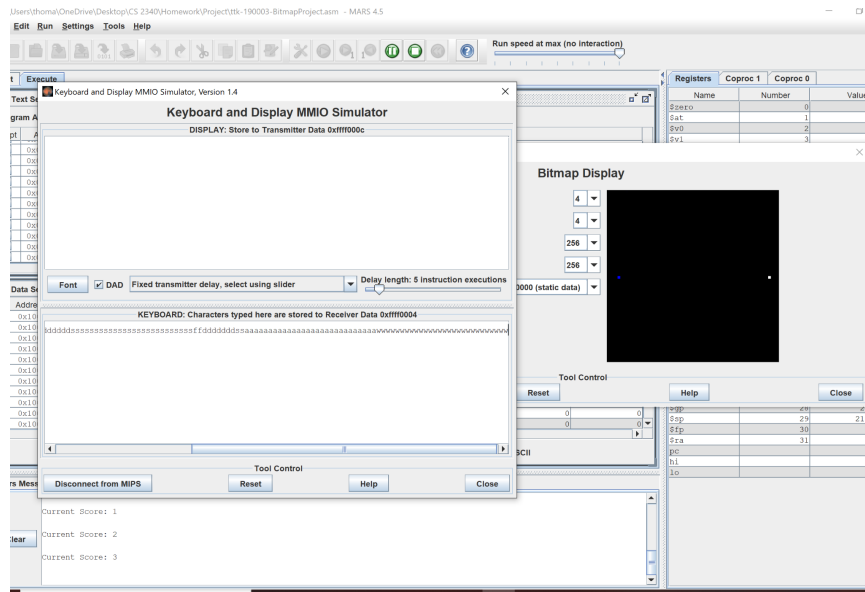 Users\thoma\OneDrive\Desktop\CS 2340\Homework\Project\ttk-190003-BitmapProject.asm - MARS 4.5
Edit Run Settings Tools Help
Run speed at max (no interaction)
Execute
Registers Coproc 1 Coproc 0
Name Number Value
$zero 0
$at 1
$v0 2
$v1 3
Keyboard and Display MMIO Simulator, Version 1.4
Keyboard and Display MMIO Simulator
DISPLAY: Store to Transmitter Data 0xffff000c
Bitmap Display
4
4
256
256
0000 (static data)
Font DAD Fixed transmitter delay, select using slider Delay length: 5 instruction executions
KEYBOARD: Characters typed here are stored to Receiver Data 0xffff0004
Tool Control
Reset Help Close
0 0
0 0
$gp 28
$sp 29 21
$fp 30
$ra 31
pc
hi
lo
SCII
Tool Control
Disconnect from MIPS Reset Help Close
Current Score: 1
Current Score: 2
Current Score: 3